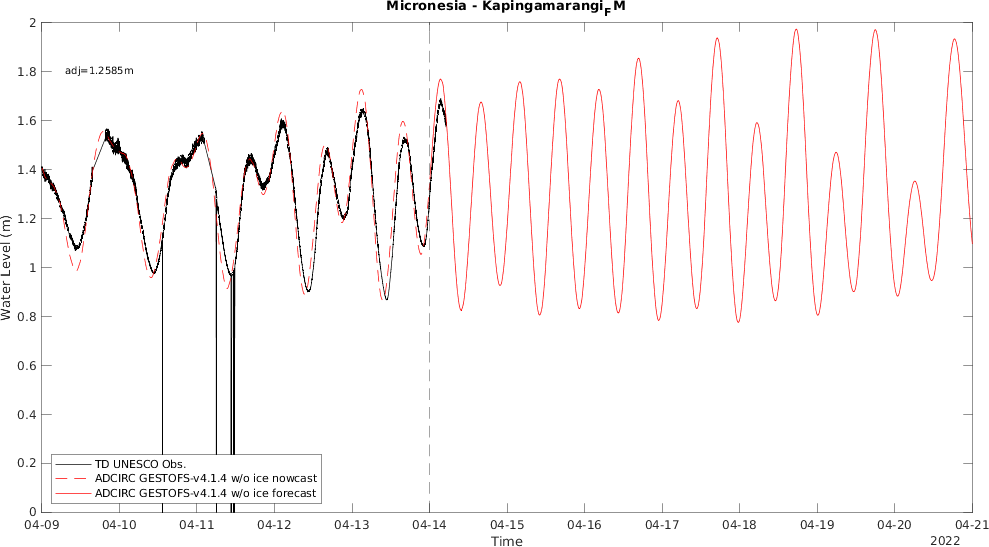 Micronesia - Kapingamarangi_FM
adj=1.2585m
2
1.8
1.6
1.4
1.2
1
0.8
0.6
0.4
0.2
0
Water Level (m)
TD UNESCO Obs.
ADCIRC GESTOFS-v4.1.4 w/o ice nowcast
ADCIRC GESTOFS-v4.1.4 w/o ice forecast
04-09 04-10 04-11 04-12 04-13 04-14 04-15 04-16 04-17 04-18 04-19 04-20 04-21
Time
2022